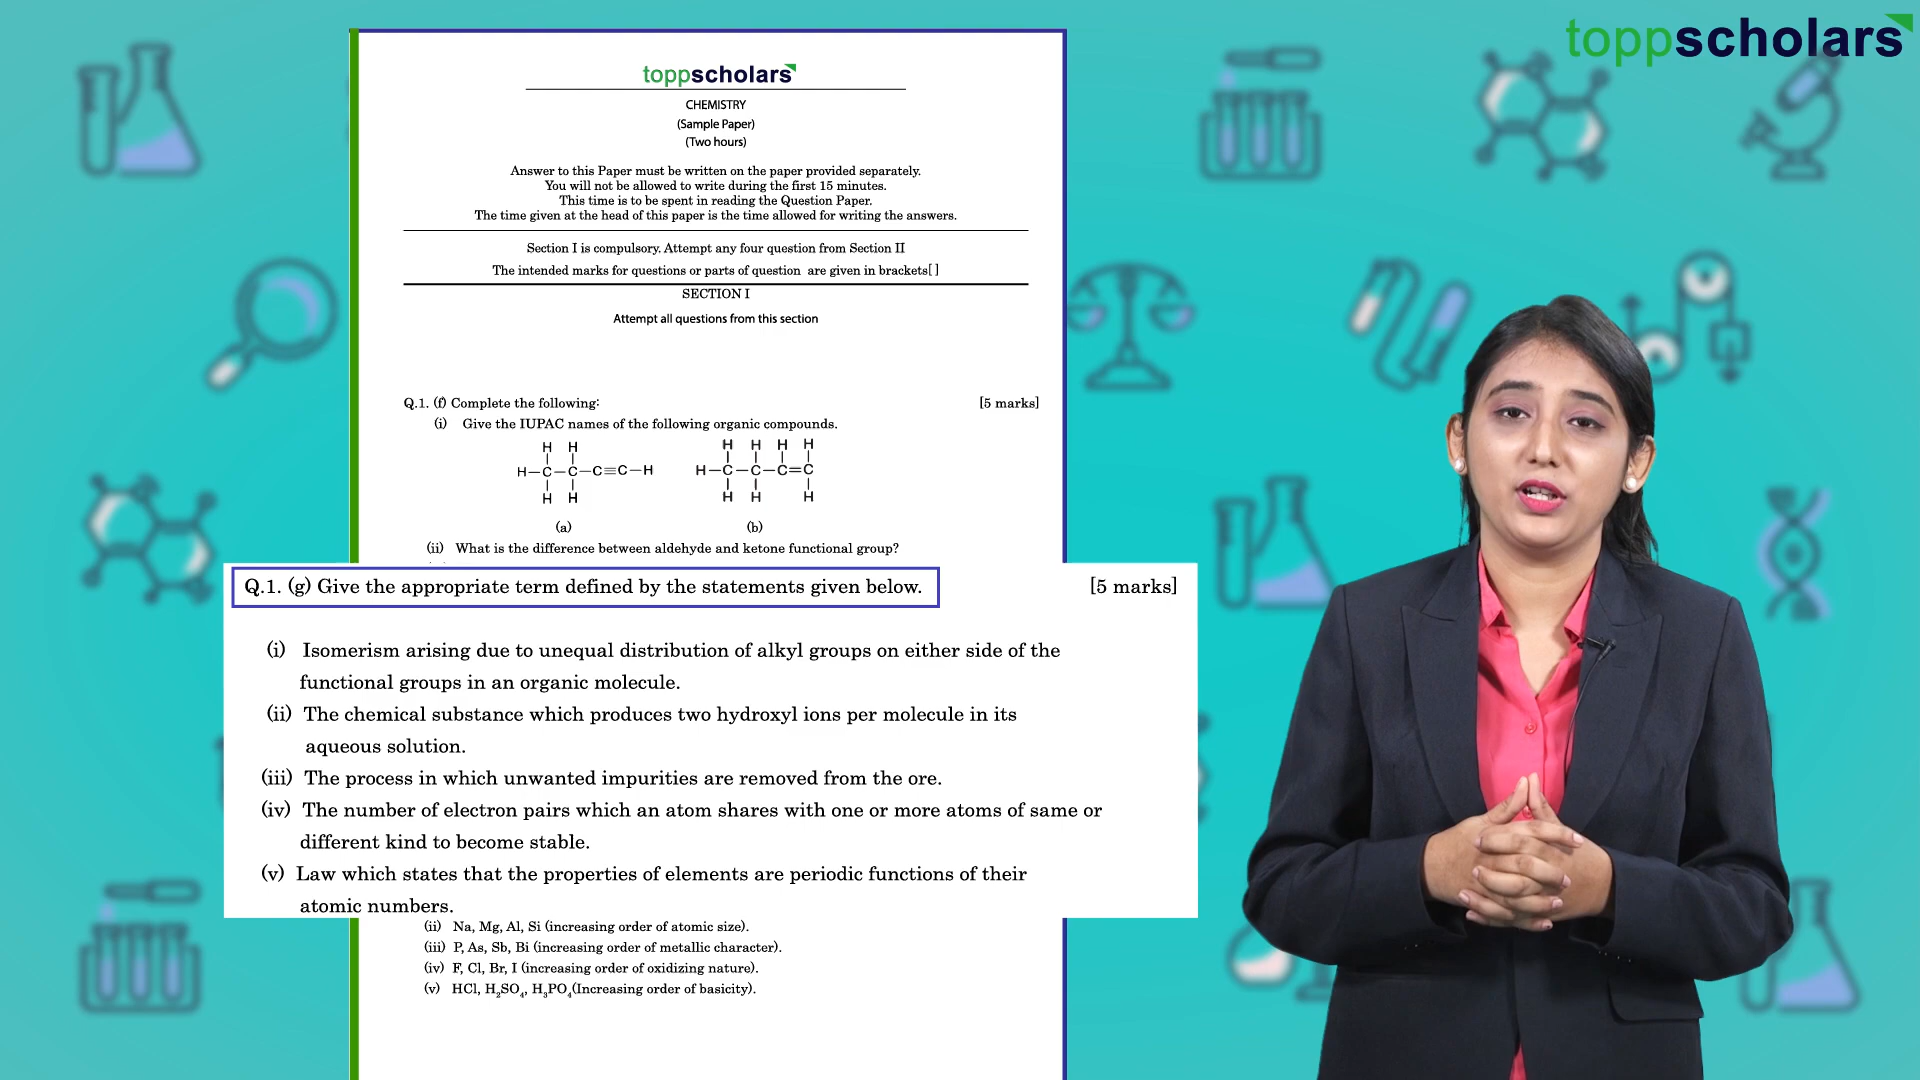 toppscholars
toppscholars
CHEMISTRY
(Sample Paper)
(Two hours)
Answer to this Paper must be written on the paper provided separately.
You will not be allowed to write during the first 15 minutes.
This time is to be spent in reading the Question Paper.
The time given at the head of this paper is the time allowed for writing the answers.
Section I is compulsory. Attempt any four question from Section II
The intended marks for questions or parts of question are given in brackets[ ]
SECTION I
Attempt all questions from this section
Q.1. (f) Complete the following: [5 marks]
(i) Give the IUPAC names of the following organic compounds.
H H H H H H
H-C-C-C≡C-H H-C-C-C=C
H H H H H
(a) (b)
(ii) What is the difference between aldehyde and ketone functional group?
Q.1. (g) Give the appropriate term defined by the statements given below. [5 marks]
(i) Isomerism arising due to unequal distribution of alkyl groups on either side of the
functional groups in an organic molecule.
(ii) The chemical substance which produces two hydroxyl ions per molecule in its
aqueous solution.
(iii) The process in which unwanted impurities are removed from the ore.
(iv) The number of electron pairs which an atom shares with one or more atoms of same or
different kind to become stable.
(v) Law which states that the properties of elements are periodic functions of their
atomic numbers.
(ii) Na, Mg, Al, Si (increasing order of atomic size).
(iii) P, As, Sb, Bi (increasing order of metallic character).
(iv) F, Cl, Br, I (increasing order of oxidizing nature).
(v) HCl, H₂SO₄, H₃PO₄(Increasing order of basicity).